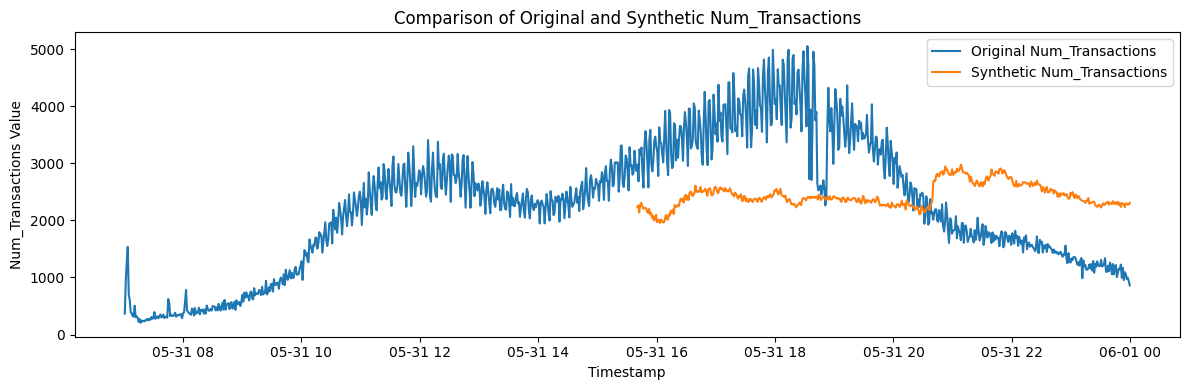 Comparison of Original and Synthetic Num_Transactions
Original Num_Transactions
Synthetic Num_Transactions
Num_Transactions Value
5000
4000
3000
2000
1000
0
05-31 08 05-31 10 05-31 12 05-31 14 05-31 16 05-31 18 05-31 20 05-31 22 06-01 00
Timestamp